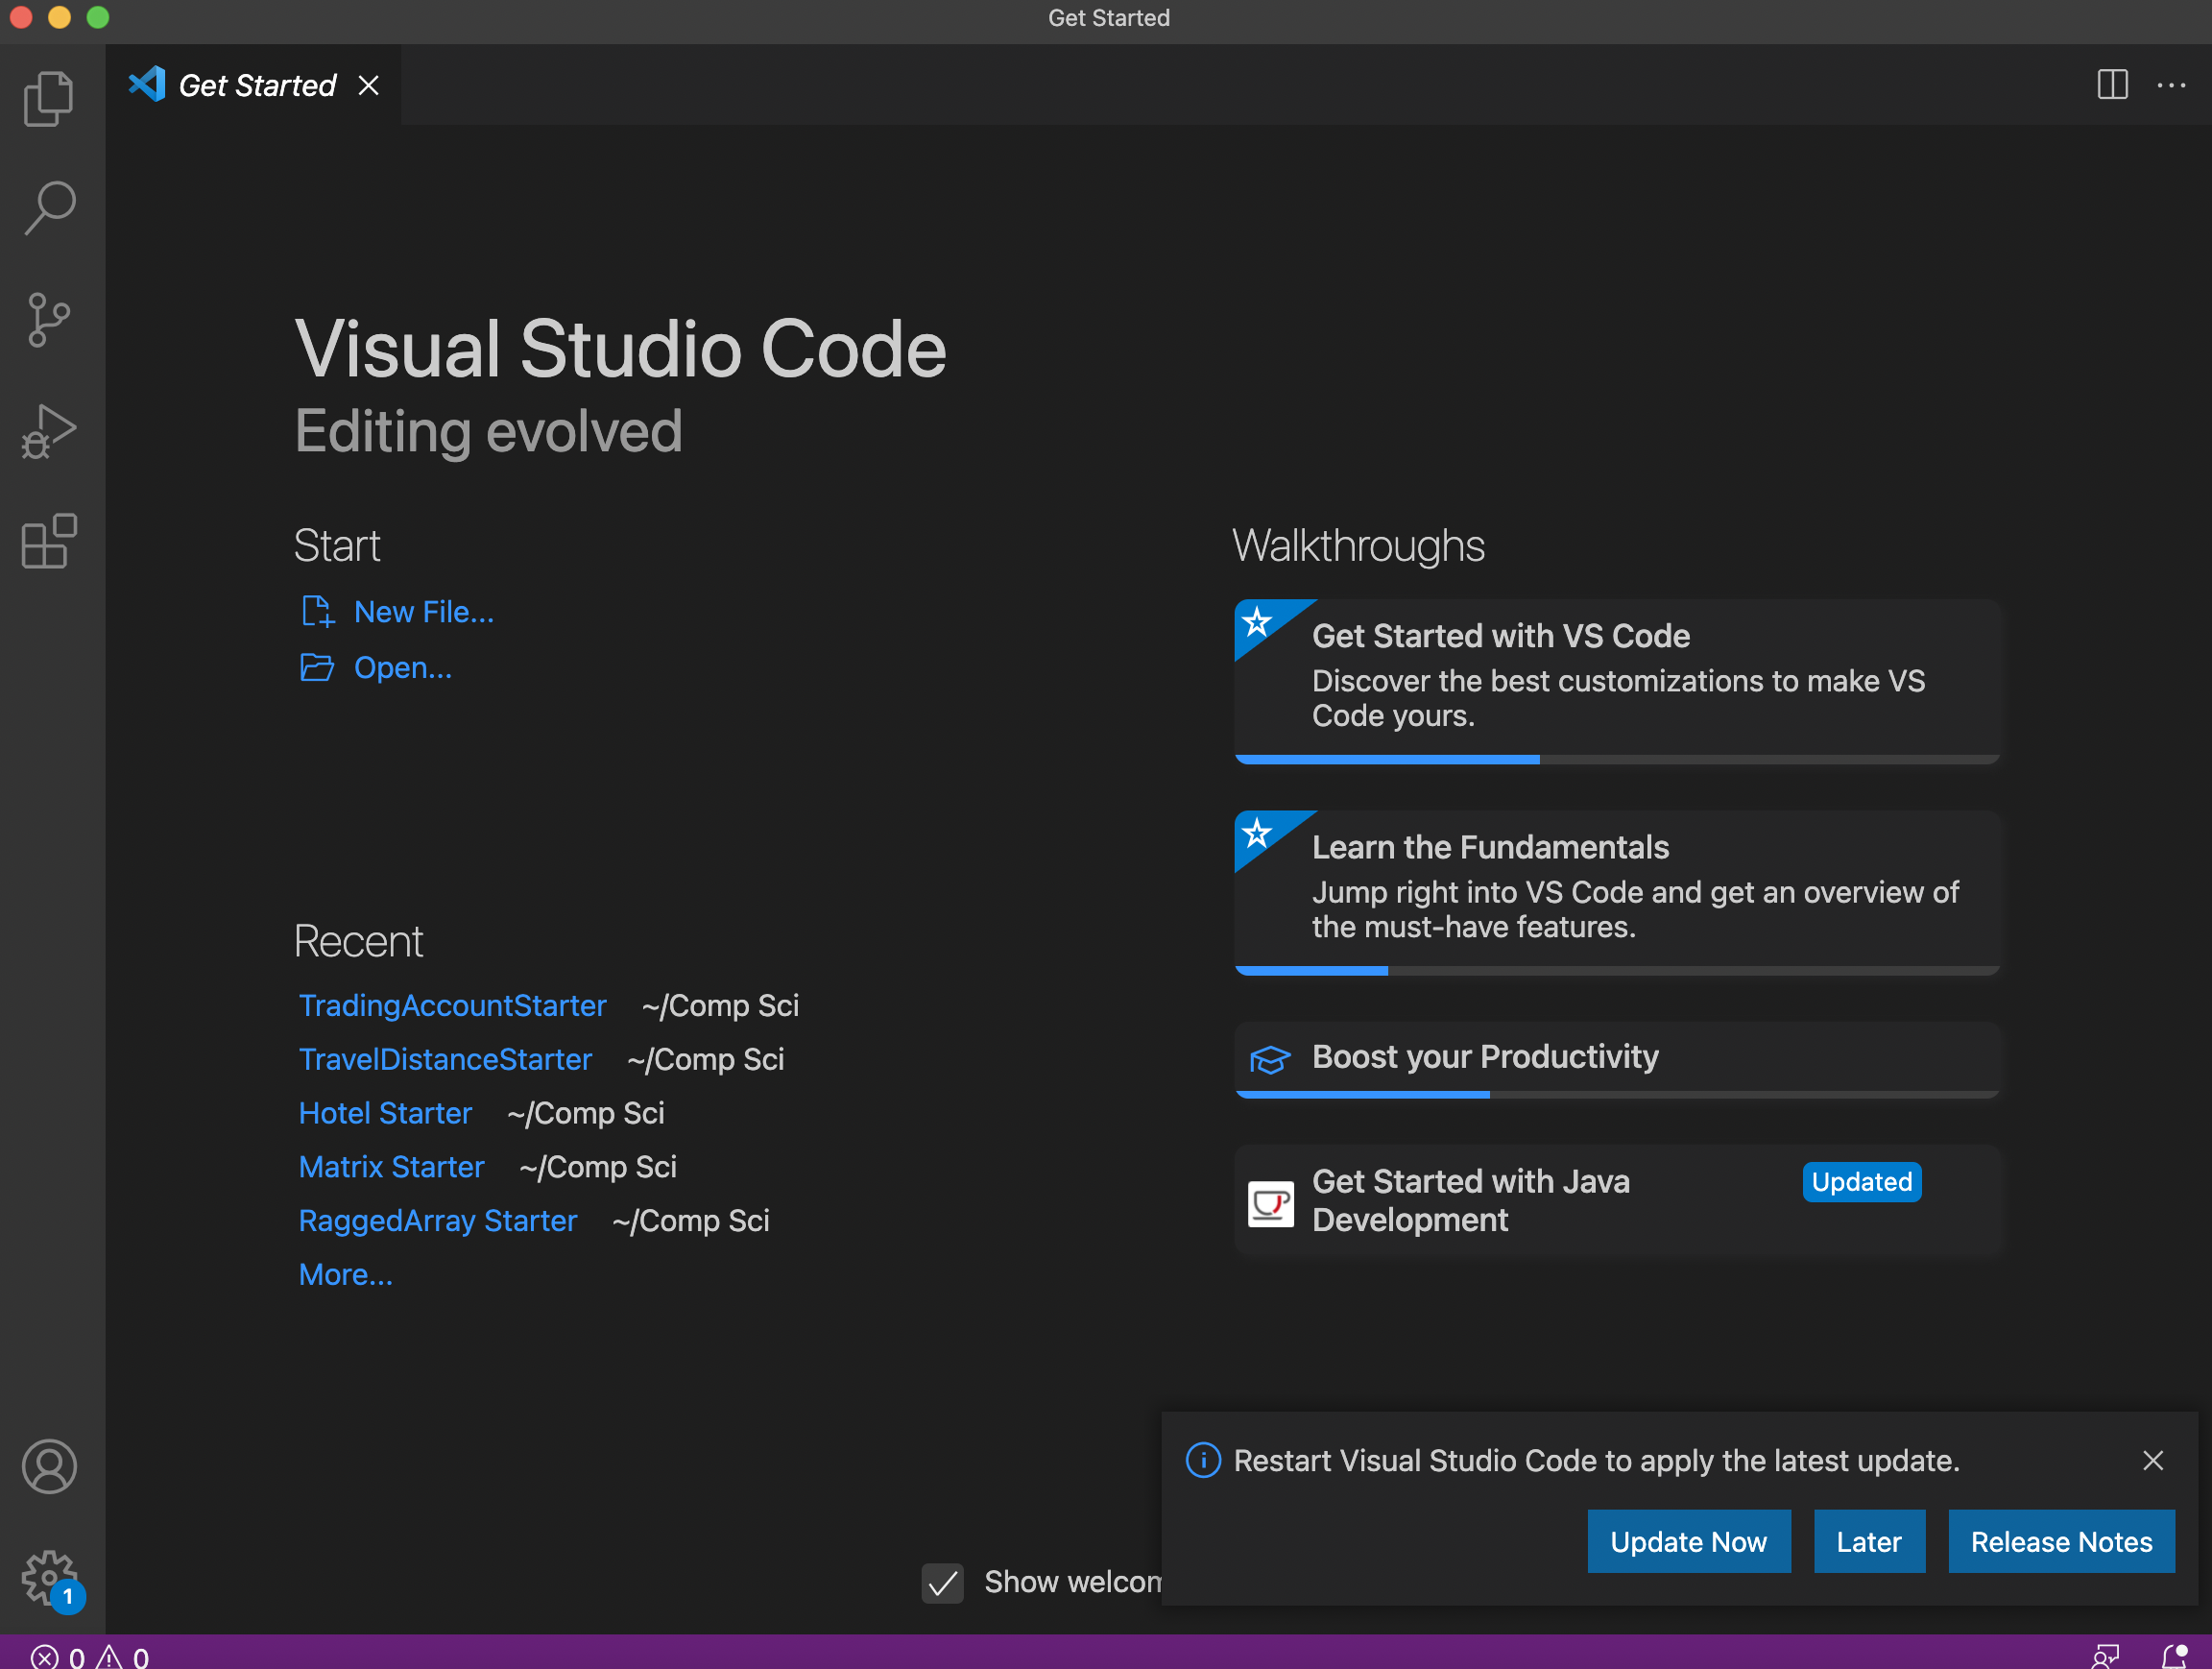 Get Started
Get Started
Visual Studio Code
Editing evolved
Start
New File...
Open...
Recent
TradingAccountStarter ~/Comp Sci
TravelDistanceStarter ~/Comp Sci
Hotel Starter ~/Comp Sci
Matrix Starter ~/Comp Sci
RaggedArray Starter ~/Comp Sci
More...
Walkthroughs
Get Started with VS Code
Discover the best customizations to make VS
Code yours.
Learn the Fundamentals
Jump right into VS Code and get an overview of
the must-have features.
Boost your Productivity
Get Started with Java
Development
Updated
Restart Visual Studio Code to apply the latest update.
Update Now Later Release Notes
Show welcom
1
0 0